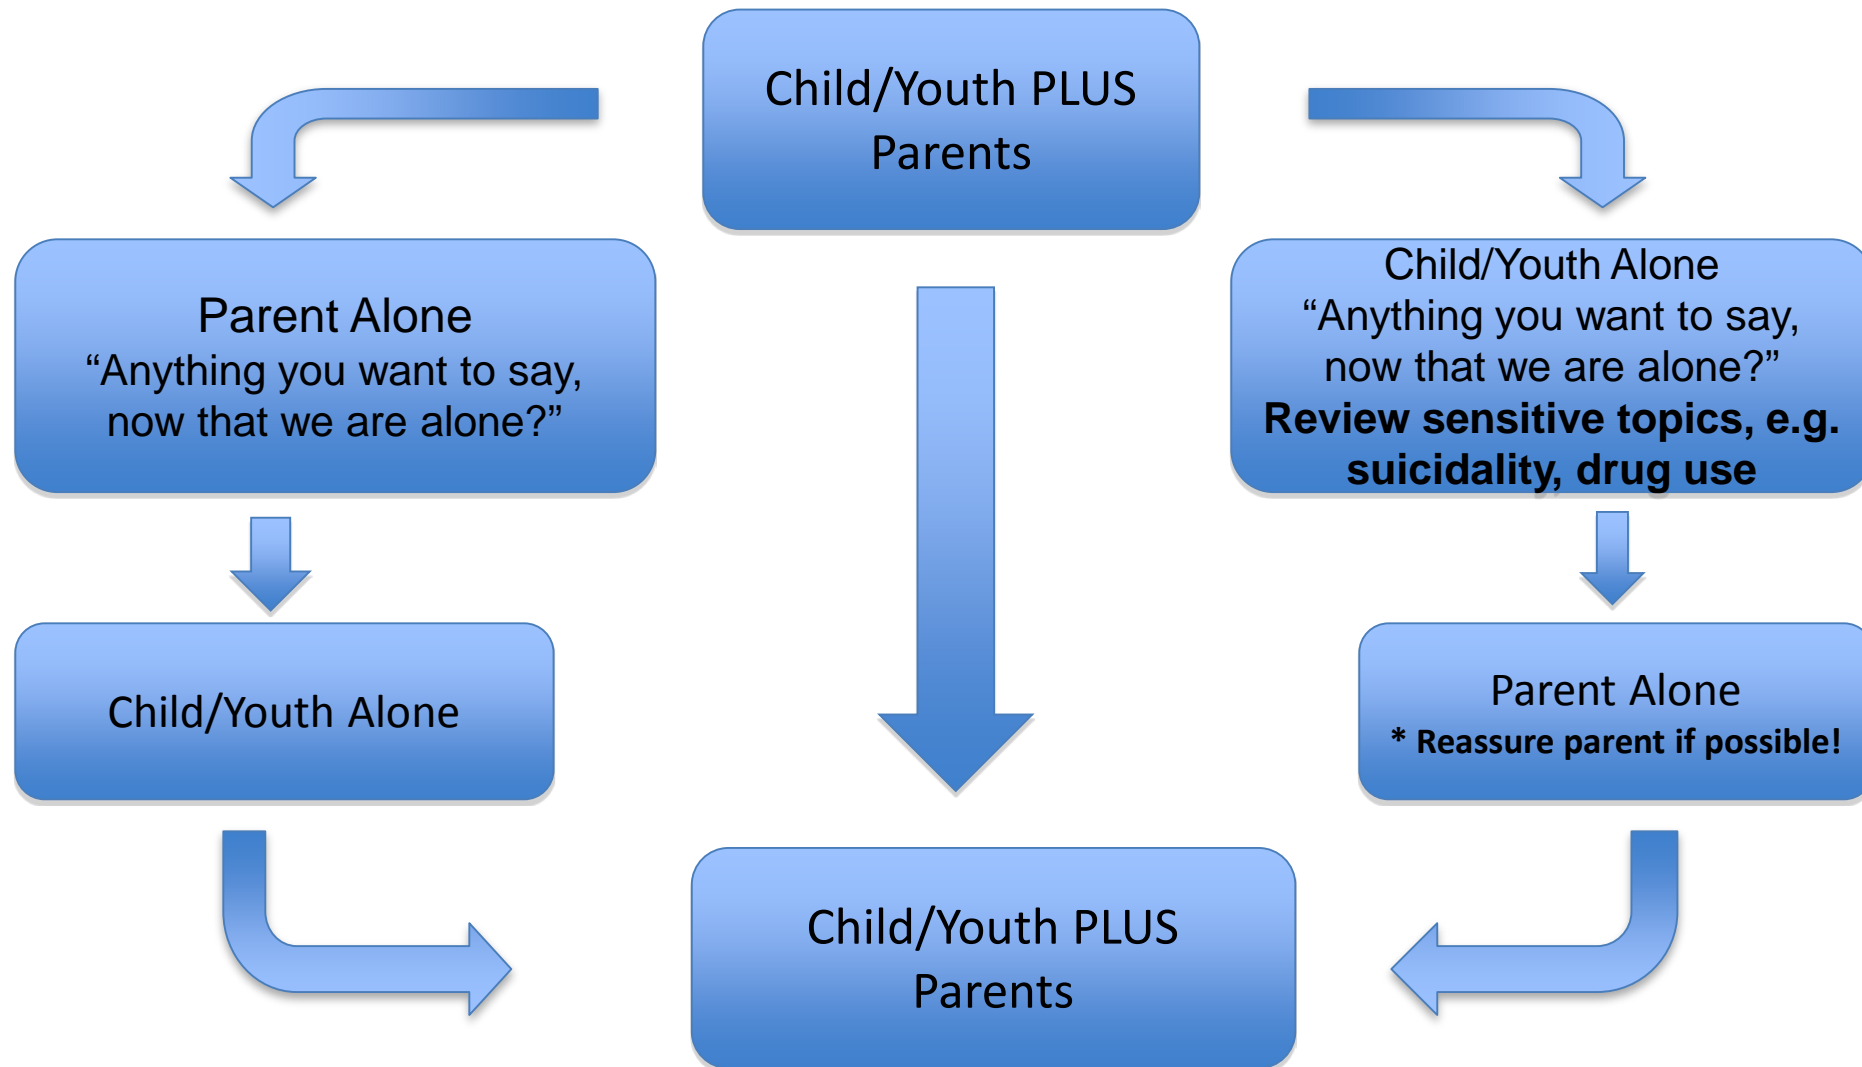 Child/Youth PLUS
Parents
Parent Alone
“Anything you want to say,
now that we are alone?”
Child/Youth Alone
“Anything you want to say,
now that we are alone?”
Review sensitive topics, e.g.
suicidality, drug use
Child/Youth Alone
Parent Alone
* Reassure parent if possible!
Child/Youth PLUS
Parents